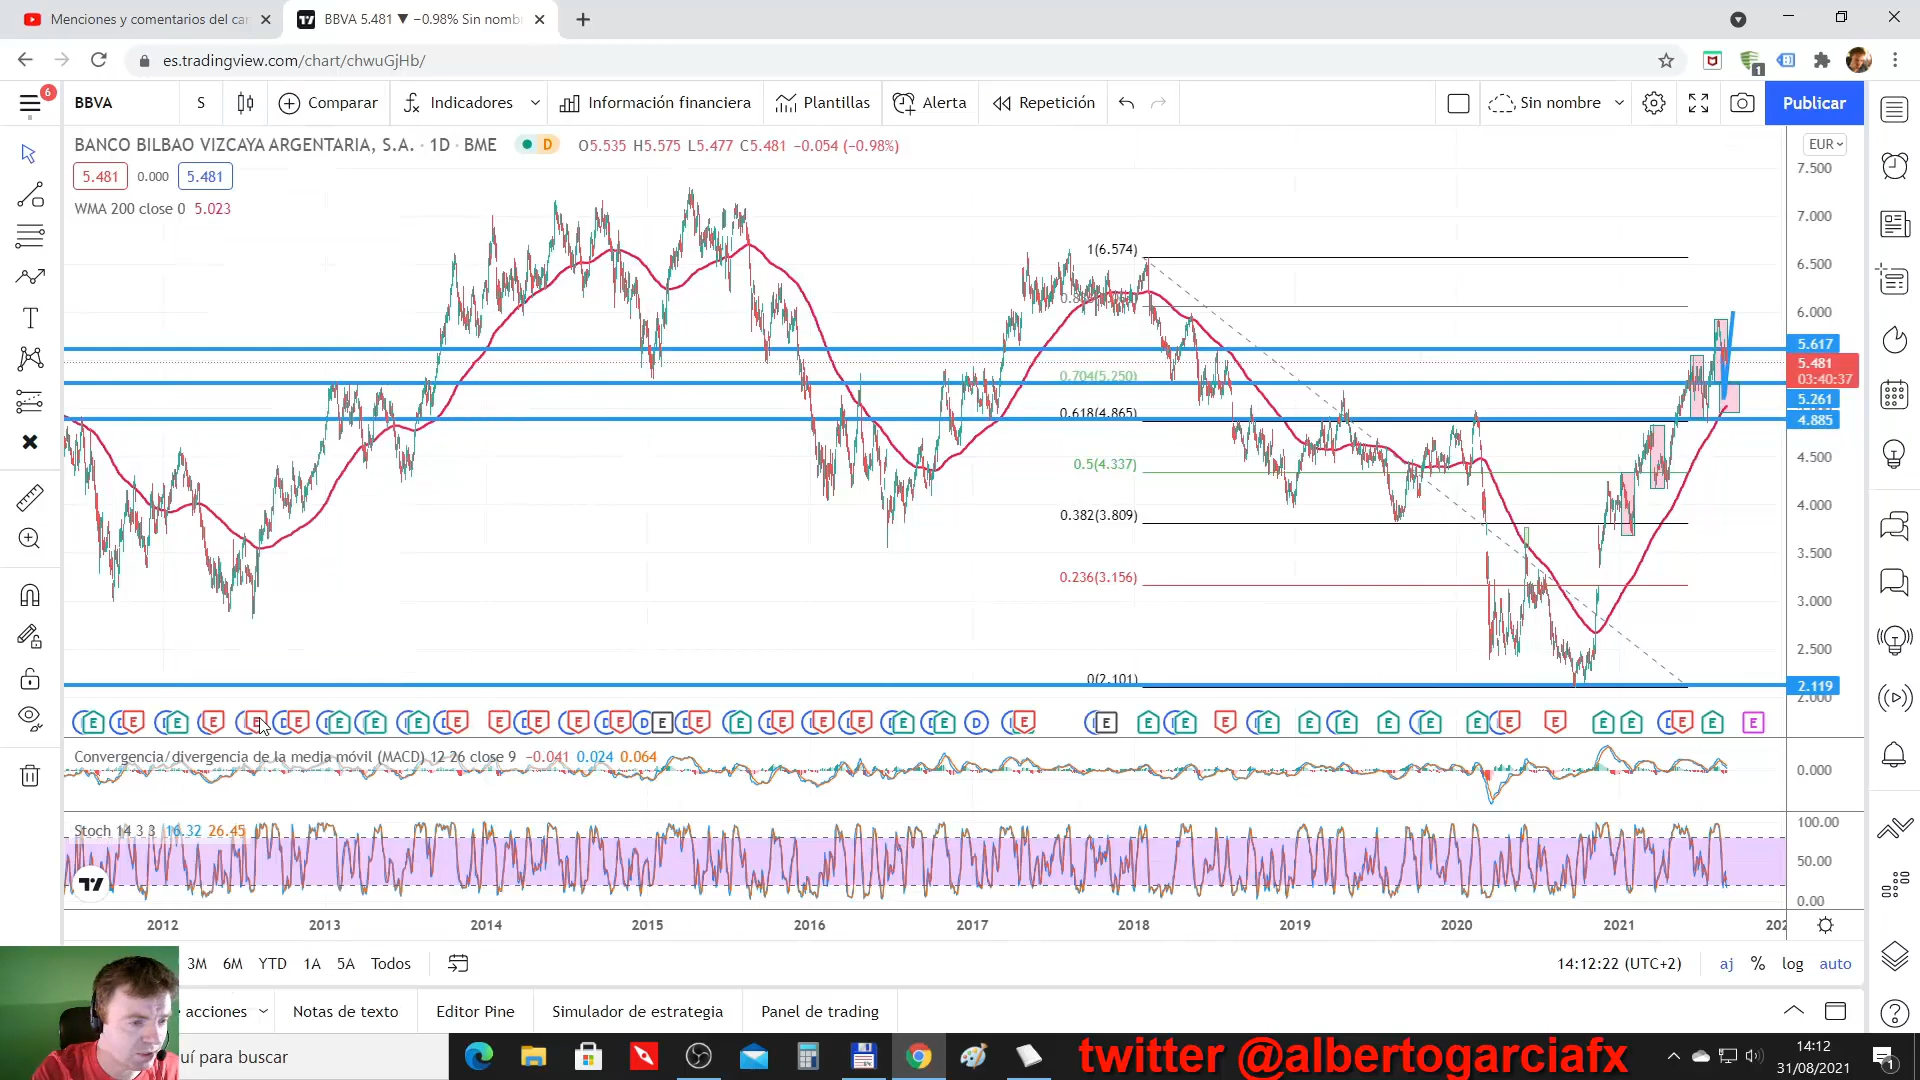 Menciones y comentarios del car
BBVA 5.481 ▼ −0.98% Sin nombr
es.tradingview.com/chart/chwuGjHb/
1
6
BBVA
S
Comparar
Indicadores
Información financiera
Plantillas
Alerta
Repetición
Sin nombre
Publicar
BANCO BILBAO VIZCAYA ARGENTARIA, S.A. · 1D · BME
D
O5.535 H5.575 L5.477 C5.481 −0.054 (−0.98%)
EUR
5.481 0.000 5.481
WMA 200 close 0 5.023
7.500
7.000
6.500
6.000
5.617
5.481
03:40:37
5.261
4.885
4.500
4.000
3.500
3.000
2.500
2.119
2.000
1(6.574)
0.704(5.250)
0.618(4.865)
0.5(4.337)
0.382(3.809)
0.236(3.156)
0(2.101)
Convergencia/divergencia de la media móvil (MACD) 12 26 close 9 −0.041 0.024 0.064
0.000
Stoch 14 3 3 16.32 26.45
100.00
50.00
0.00
2012 2013 2014 2015 2016 2017 2018 2019 2020 2021 202
3M 6M YTD 1A 5A Todos
14:12:22 (UTC+2)
aj % log auto
acciones
Notas de texto
Editor Pine
Simulador de estrategia
Panel de trading
uí para buscar
twitter @albertogarciafx
14:12
31/08/2021
1